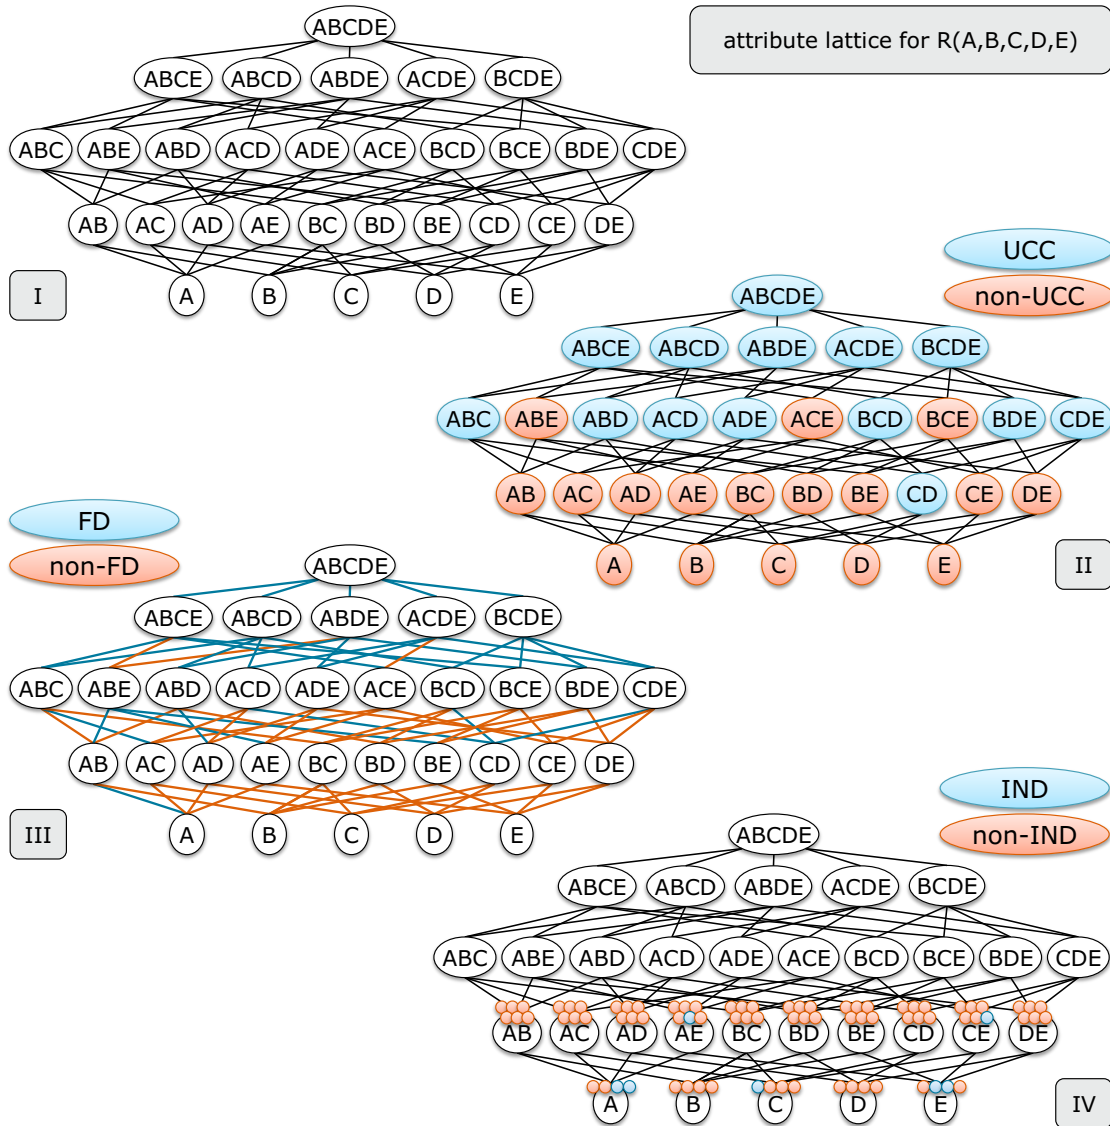 ABCDE
attribute lattice for R(A,B,C,D,E)
ABCE ABCD ABDE ACDE BCDE
ABC ABE ABD ACD ADE ACE BCD BCE BDE CDE
AB AC AD AE BC BD BE CD CE DE
I
A B C D E
UCC
non-UCC
ABCDE
ABCE ABCD ABDE ACDE BCDE
ABC ABE ABD ACD ADE ACE BCD BCE BDE CDE
AB AC AD AE BC BD BE CD CE DE
A B C D E
II
FD
non-FD
ABCDE
ABCE ABCD ABDE ACDE BCDE
ABC ABE ABD ACD ADE ACE BCD BCE BDE CDE
AB AC AD AE BC BD BE CD CE DE
III
A B C D E
IND
non-IND
ABCDE
ABCE ABCD ABDE ACDE BCDE
ABC ABE ABD ACD ADE ACE BCD BCE BDE CDE
AB AC AD AE BC BD BE CD CE DE
A B C D E
IV